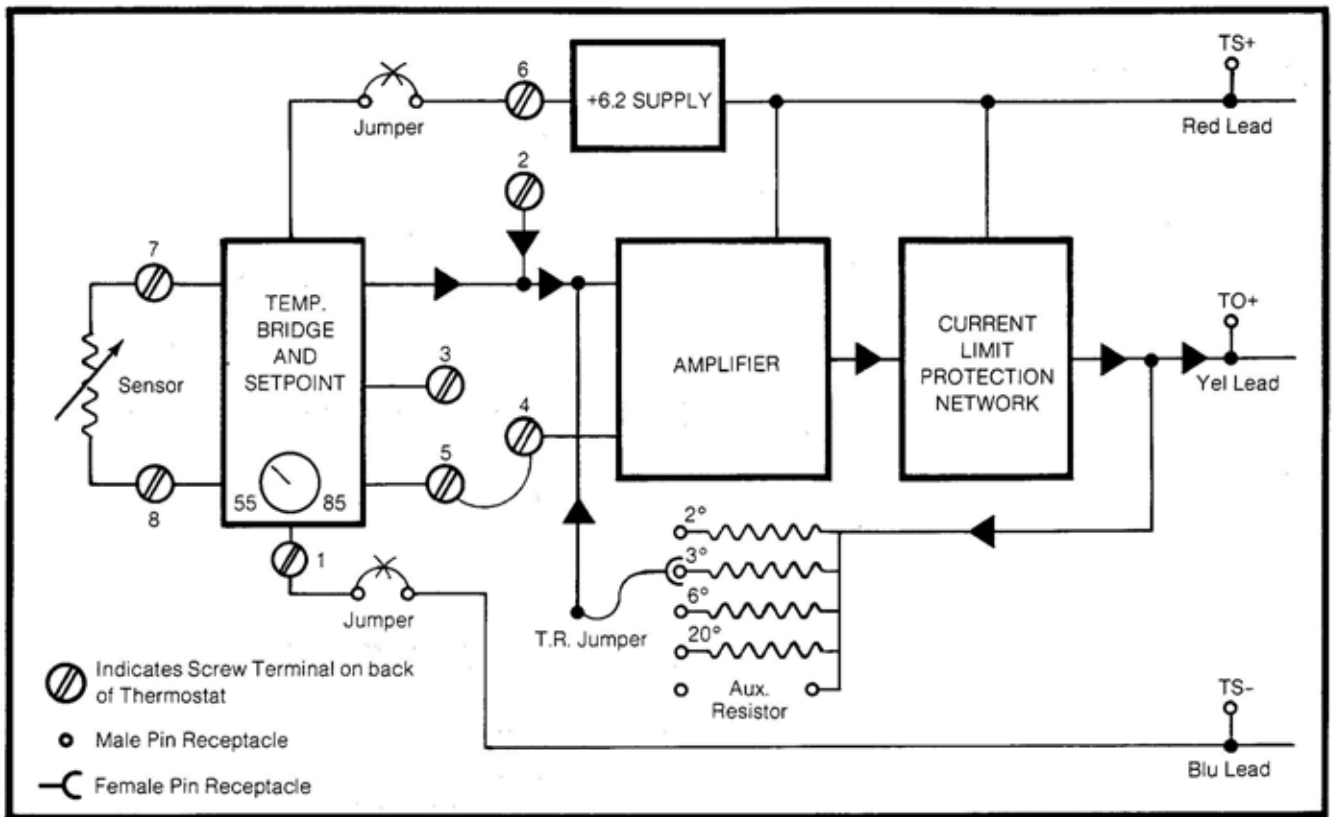 TS+
6
+6.2 SUPPLY
Jumper
Red Lead
2
7
TEMP.
BRIDGE
AND
SETPOINT
Sensor
3
4
5
55
85
8
1
AMPLIFIER
CURRENT
LIMIT
PROTECTION
NETWORK
TO+
Yel Lead
2°
3°
6°
20°
T.R. Jumper
Aux.
Resistor
Jumper
TS−
Blu Lead
Indicates Screw Terminal on back
of Thermostat
Male Pin Receptacle
Female Pin Receptacle